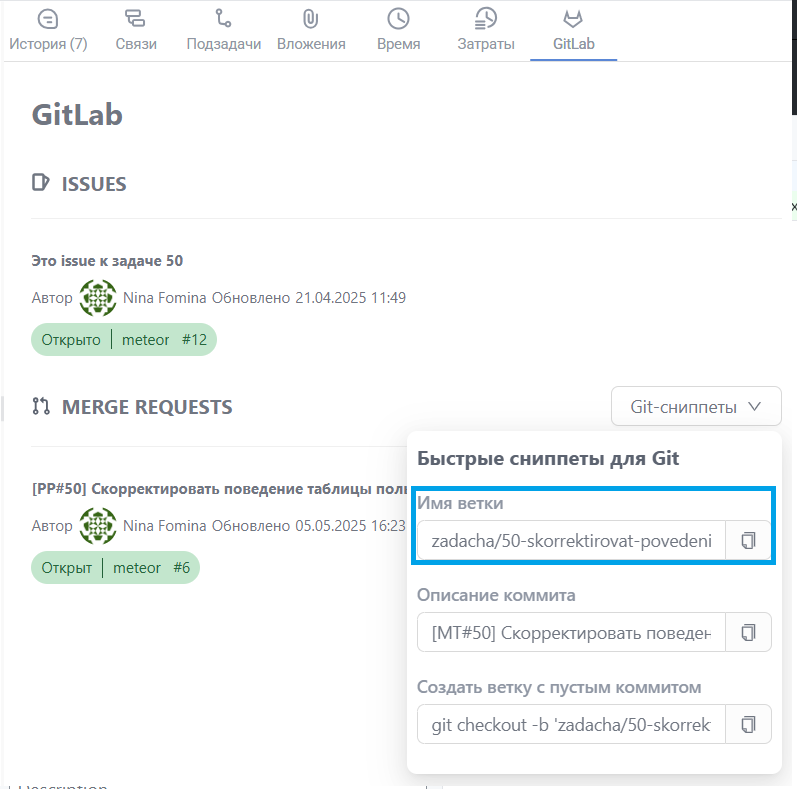 История (7) Связи Подзадачи Вложения Время Затраты GitLab
GitLab
ISSUES
Это issue к задаче 50
Автор Nina Fomina Обновлено 21.04.2025 11:49
Открыто meteor #12
MERGE REQUESTS
Git-сниппеты
Быстрые сниппеты для Git
[PP#50] Скорректировать поведение таблицы
Автор Nina Fomina Обновлено 05.05.2025 16:23
Открыт meteor #6
Имя ветки
zadacha/50-skorrektirovat-povedeni
Описание коммита
[MT#50] Скорректировать поведен
Создать ветку с пустым коммитом
git checkout -b 'zadacha/50-skorrek